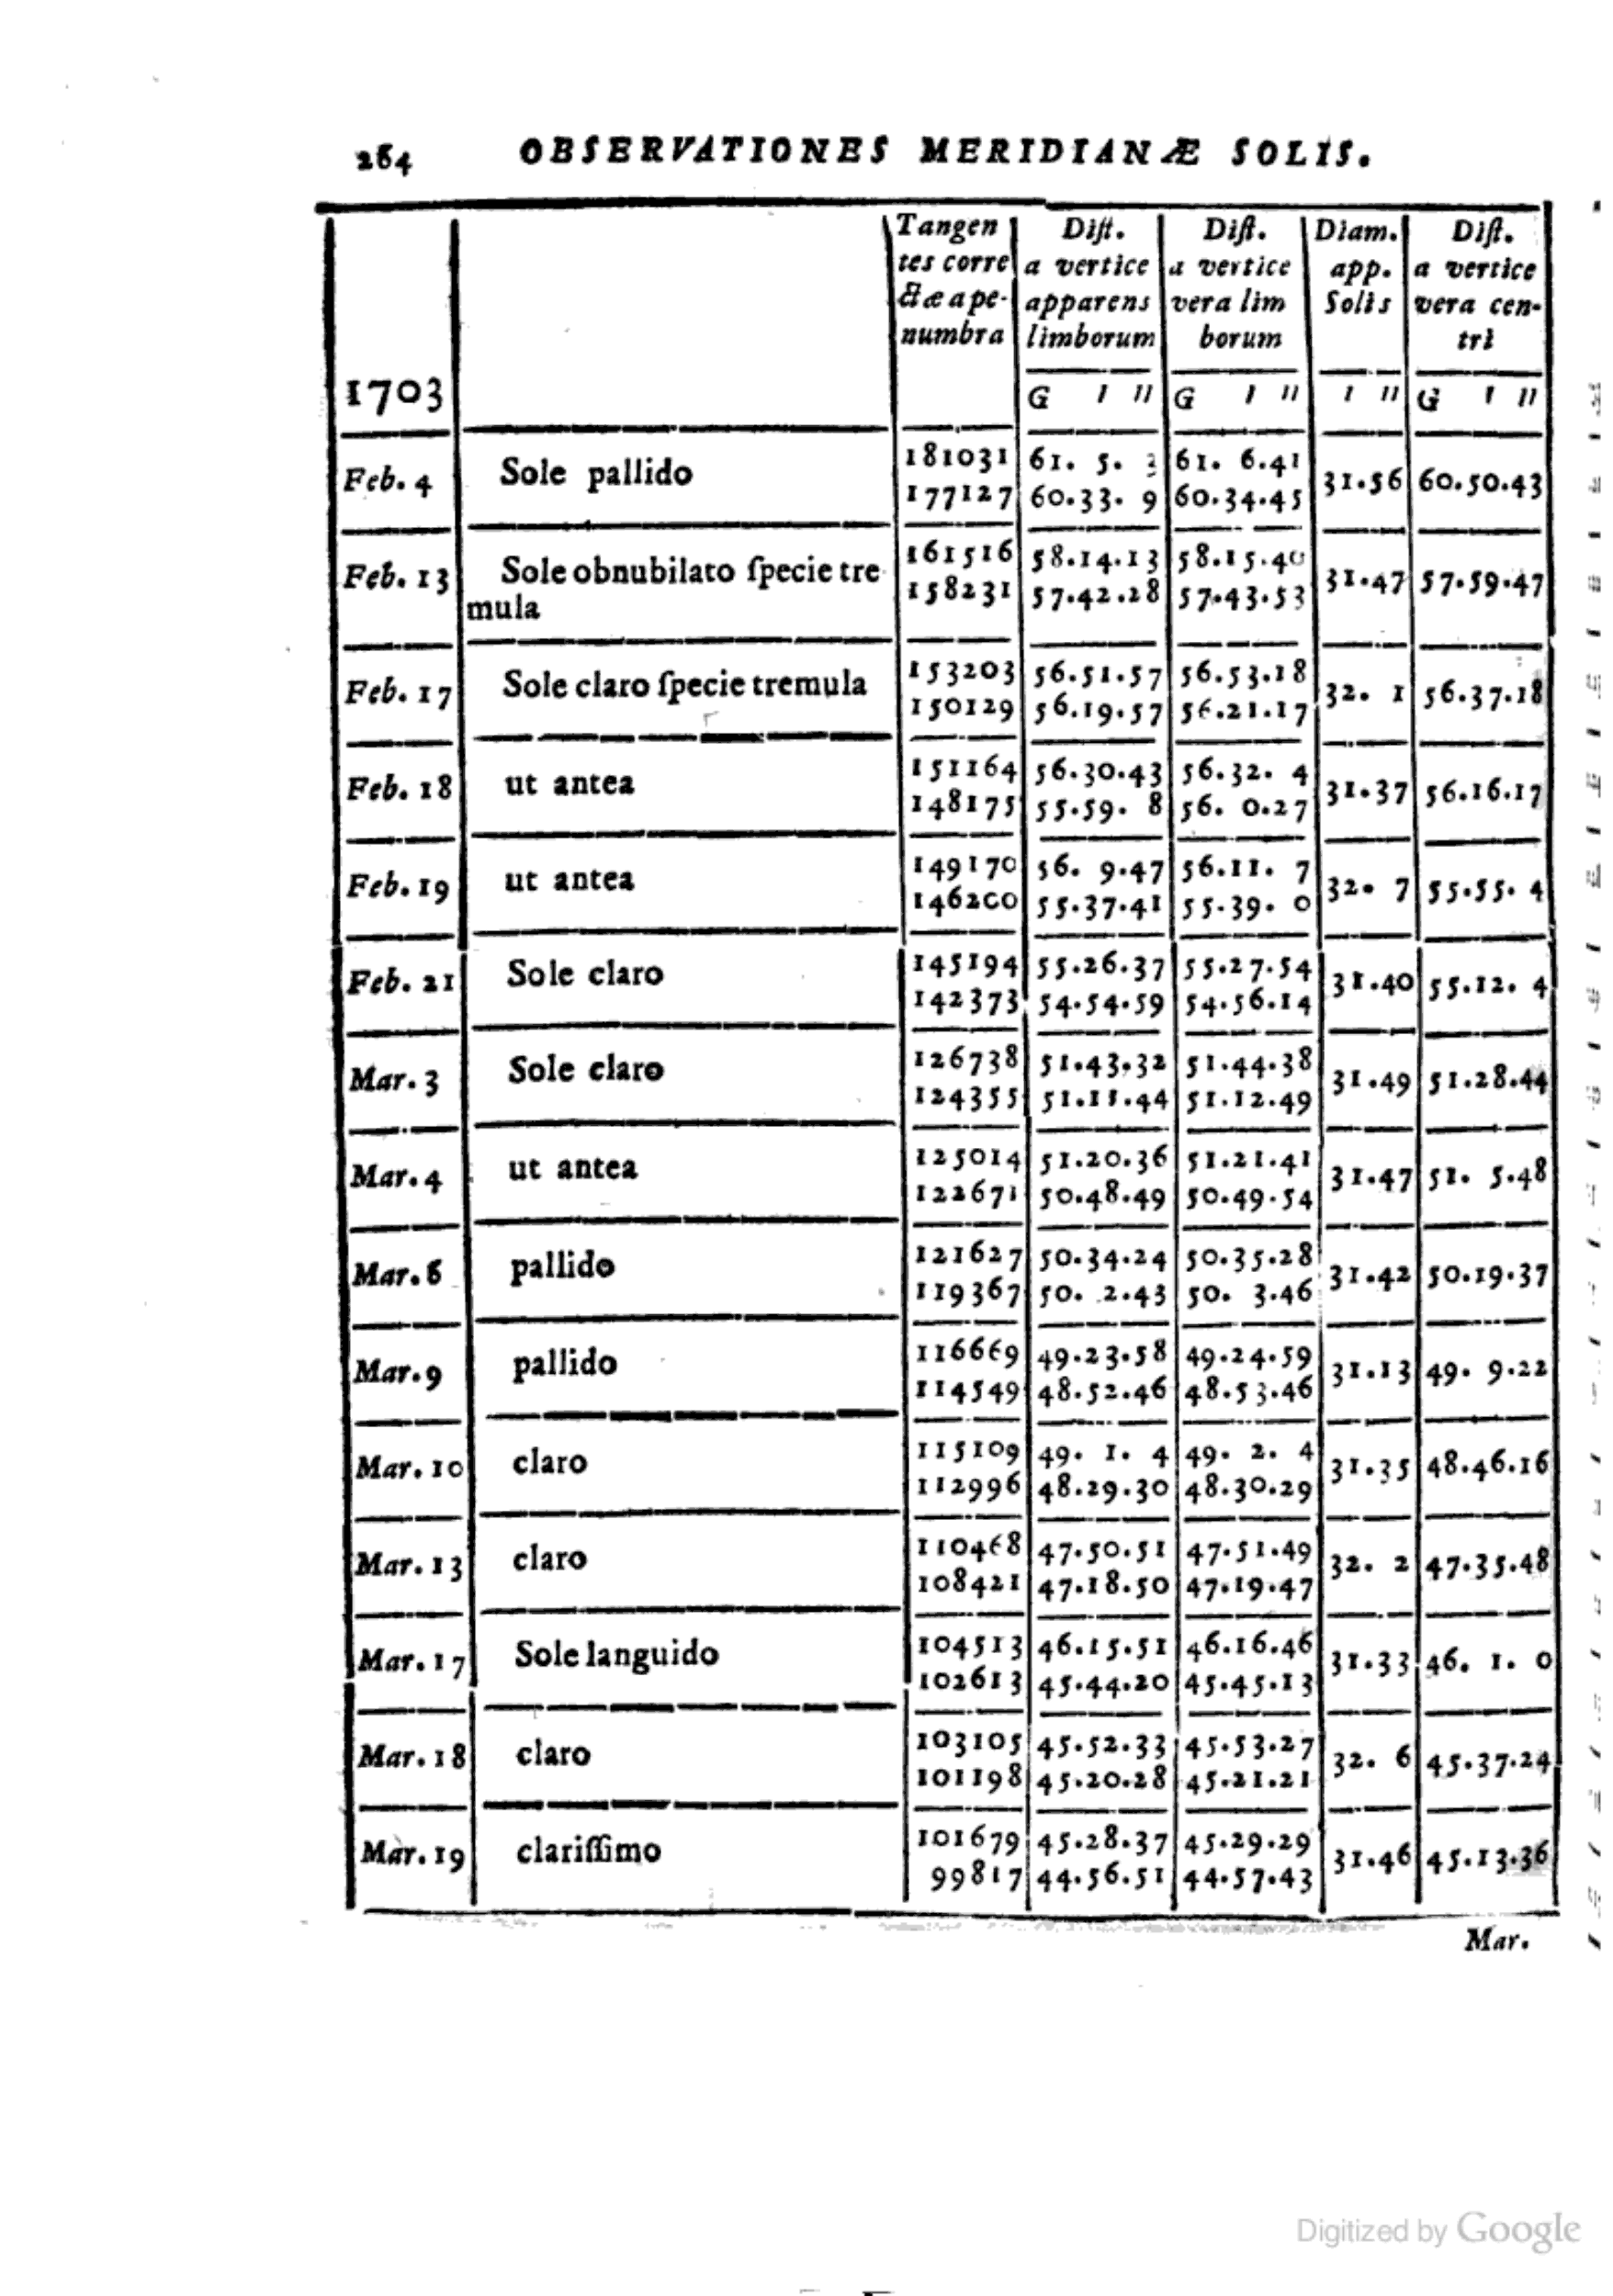 264 OBSERVATIONES MERIDIANÆ SOLIS.
1703
Tangen
tes corre
ctæ a pe-
numbra
Diſt.
a vertice
apparens
limborum
G I II
Diſt.
a vertice
vera lim
borum
G I II
Diam.
app.
Solis
I II
Diſt.
a vertice
vera cen-
tri
G I II
Feb. 4 Sole pallido 181031 61. 5. 3 61. 6.41 31.56 60.50.43
177127 60.33. 9 60.34.45
Feb. 13 Sole obnubilato ſpecie tre 161516 58.14.13 58.15.40 31.47 57.59.47
mula 158231 57.42.28 57.43.53
Feb. 17 Sole claro ſpecie tremula 153203 56.51.57 56.53.18 32. 1 56.37.18
150129 56.19.57 56.21.17
Feb. 18 ut antea 151164 56.30.43 56.32. 4 31.37 56.16.17
148175 55.59. 8 56. 0.27
Feb. 19 ut antea 149170 56. 9.47 56.11. 7 32. 7 55.55. 4
146200 55.37.41 55.39. 0
Feb. 21 Sole claro 145194 55.26.37 55.27.54 31.40 55.12. 4
142373 54.54.59 54.56.14
Mar. 3 Sole claro 126738 51.43.32 51.44.38 31.49 51.28.44
124355 51.11.44 51.12.49
Mar. 4 ut antea 125014 51.20.36 51.21.41 31.47 51. 5.48
122671 50.48.49 50.49.54
Mar. 6 pallido 121627 50.34.24 50.35.28 31.42 50.19.37
119367 50. 2.43 50. 3.46
Mar. 9 pallido 116669 49.23.58 49.24.59 31.13 49. 9.22
114549 48.52.46 48.53.46
Mar. 10 claro 115109 49. 1. 4 49. 2. 4 31.35 48.46.16
112996 48.29.30 48.30.29
Mar. 13 claro 110468 47.50.51 47.51.49 32. 2 47.35.48
108421 47.18.50 47.19.47
Mar. 17 Sole languido 104513 46.15.51 46.16.46 31.33 46. 1. 0
102613 45.44.20 45.45.13
Mar. 18 claro 103105 45.52.33 45.53.27 32. 6 45.37.24
101198 45.20.28 45.21.21
Mar. 19 clariſſimo 101679 45.28.37 45.29.29 31.46 45.13.36
99817 44.56.51 44.57.43
Mar.
Digitized by Google